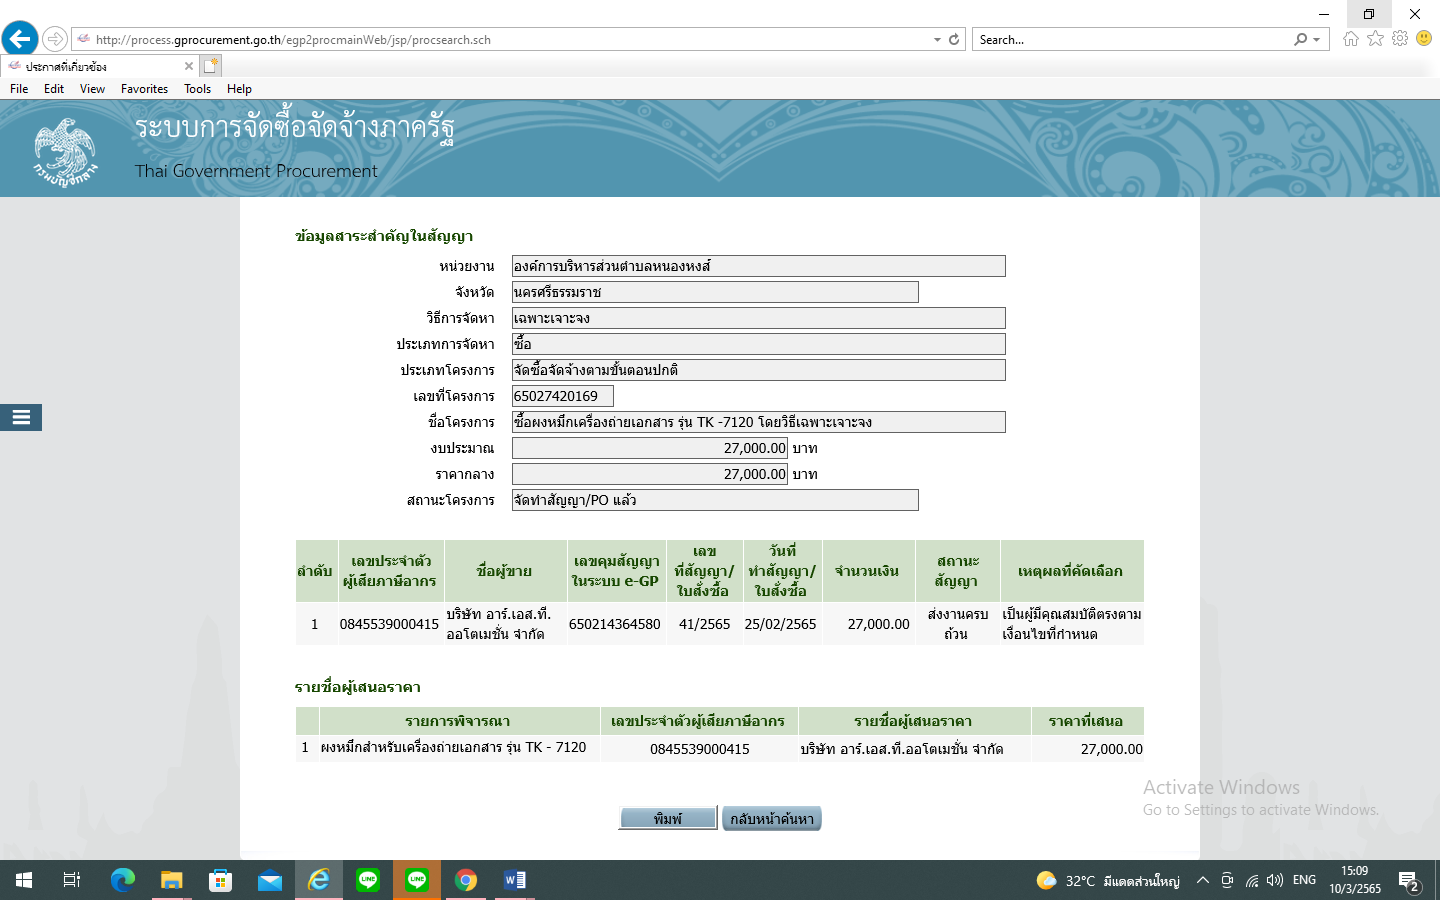 http://process.gprocurement.go.th/egp2procmainWeb/jsp/procsearch.sch
Search...
ประกาศที่เกี่ยวข้อง
File Edit View Favorites Tools Help
ระบบการจัดซื้อจัดจ้างภาครัฐ
Thai Government Procurement
กรมบัญชีกลาง
ข้อมูลสาระสำคัญในสัญญา
หน่วยงาน องค์การบริหารส่วนตำบลหนองหงส์
จังหวัด นครศรีธรรมราช
วิธีการจัดหา เฉพาะเจาะจง
ประเภทการจัดหา ซื้อ
ประเภทโครงการ จัดซื้อจัดจ้างตามขั้นตอนปกติ
เลขที่โครงการ 65027420169
ชื่อโครงการ ซื้อผงหมึกเครื่องถ่ายเอกสาร รุ่น TK -7120 โดยวิธีเฉพาะเจาะจง
งบประมาณ 27,000.00 บาท
ราคากลาง 27,000.00 บาท
สถานะโครงการ จัดทำสัญญา/PO แล้ว
ลำดับ เลขประจำตัวผู้เสียภาษีอากร ชื่อผู้ขาย เลขคุมสัญญาในระบบ e-GP เลขที่สัญญา/ใบสั่งซื้อ วันที่ทำสัญญา/ใบสั่งซื้อ จำนวนเงิน สถานะสัญญา เหตุผลที่คัดเลือก
1 0845539000415 บริษัท อาร์.เอส.ที.ออโตเมชั่น จำกัด 650214364580 41/2565 25/02/2565 27,000.00 ส่งงานครบถ้วน เป็นผู้มีคุณสมบัติตรงตามเงื่อนไขที่กำหนด
รายชื่อผู้เสนอราคา
รายการพิจารณา เลขประจำตัวผู้เสียภาษีอากร รายชื่อผู้เสนอราคา ราคาที่เสนอ
1 ผงหมึกสำหรับเครื่องถ่ายเอกสาร รุ่น TK - 7120 0845539000415 บริษัท อาร์.เอส.ที.ออโตเมชั่น จำกัด 27,000.00
Activate Windows
Go to Settings to activate Windows.
พิมพ์ กลับหน้าค้นหา
LINE LINE 32°C มีแดดส่วนใหญ่ ENG 15:09
10/3/2565 2